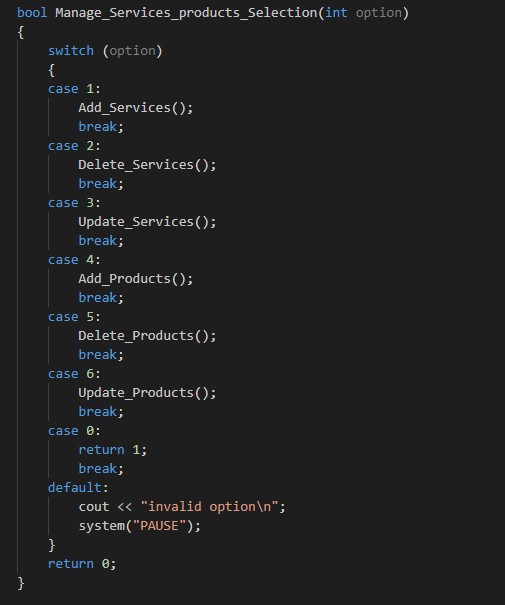 bool Manage_Services_products_Selection(int option)
{
    switch (option)
    {
    case 1:
        Add_Services();
        break;
    case 2:
        Delete_Services();
        break;
    case 3:
        Update_Services();
        break;
    case 4:
        Add_Products();
        break;
    case 5:
        Delete_Products();
        break;
    case 6:
        Update_Products();
        break;
    case 0:
        return 1;
        break;
    default:
        cout << "invalid option\n";
        system("PAUSE");
    }
    return 0;
}